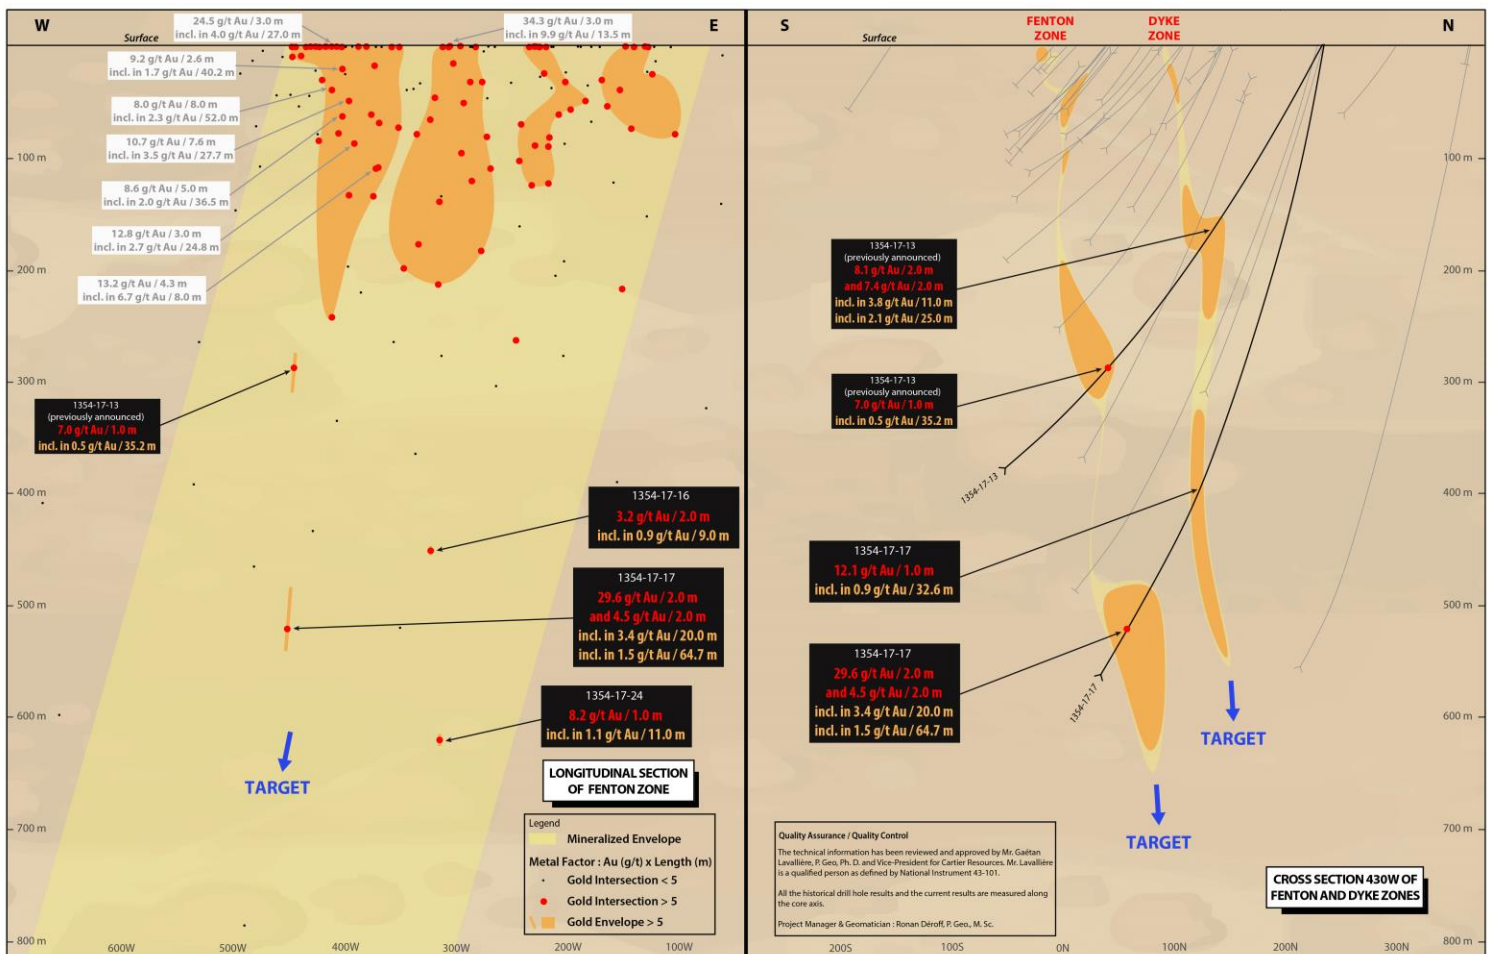 W
E
Surface
24.5 g/t Au / 3.0 m
incl. in 4.0 g/t Au / 27.0 m
34.3 g/t Au / 3.0 m
incl. in 9.9 g/t Au / 13.5 m
9.2 g/t Au / 2.6 m
incl. in 1.7 g/t Au / 40.2 m
8.0 g/t Au / 8.0 m
incl. in 2.3 g/t Au / 52.0 m
10.7 g/t Au / 7.6 m
incl. in 3.5 g/t Au / 27.7 m
8.6 g/t Au / 5.0 m
incl. in 2.0 g/t Au / 36.5 m
12.8 g/t Au / 3.0 m
incl. in 2.7 g/t Au / 24.8 m
13.2 g/t Au / 4.3 m
incl. in 6.7 g/t Au / 8.0 m
100 m
200 m
300 m
400 m
500 m
600 m
700 m
800 m
1354-17-13
(previously announced)
7.0 g/t Au / 1.0 m
incl. in 0.5 g/t Au / 35.2 m
1354-17-16
3.2 g/t Au / 2.0 m
incl. in 0.9 g/t Au / 9.0 m
1354-17-17
29.6 g/t Au / 2.0 m
and 4.5 g/t Au / 2.0 m
incl. in 3.4 g/t Au / 20.0 m
incl. in 1.5 g/t Au / 64.7 m
1354-17-24
8.2 g/t Au / 1.0 m
incl. in 1.1 g/t Au / 11.0 m
TARGET
LONGITUDINAL SECTION
OF FENTON ZONE
Legend
Mineralized Envelope
Metal Factor : Au (g/t) x Length (m)
Gold Intersection < 5
Gold Intersection > 5
Gold Envelope > 5
600W
500W
400W
300W
200W
100W
S
N
Surface
FENTON
ZONE
DYKE
ZONE
1354-17-13
(previously announced)
8.1 g/t Au / 2.0 m
and 7.4 g/t Au / 2.0 m
incl. in 3.8 g/t Au / 11.0 m
incl. in 2.1 g/t Au / 25.0 m
1354-17-13
(previously announced)
7.0 g/t Au / 1.0 m
incl. in 0.5 g/t Au / 35.2 m
1354-17-13
1354-17-17
12.1 g/t Au / 1.0 m
incl. in 0.9 g/t Au / 32.6 m
1354-17-17
29.6 g/t Au / 2.0 m
and 4.5 g/t Au / 2.0 m
incl. in 3.4 g/t Au / 20.0 m
incl. in 1.5 g/t Au / 64.7 m
1354-17-17
TARGET
TARGET
100 m
200 m
300 m
400 m
500 m
600 m
700 m
800 m
Quality Assurance / Quality Control
The technical information has been reviewed and approved by Mr. Gaétan
Lavallière, P. Geo, Ph. D. and Vice-President for Cartier Resources. Mr. Lavallière
is a qualified person as defined by National Instrument 43-101.
All the historical drill hole results and the current results are measured along
the core axis.
Project Manager & Geomatician : Ronan Déroff, P. Geo., M. Sc.
CROSS SECTION 430W OF
FENTON AND DYKE ZONES
200S
100S
0N
100N
200N
300N